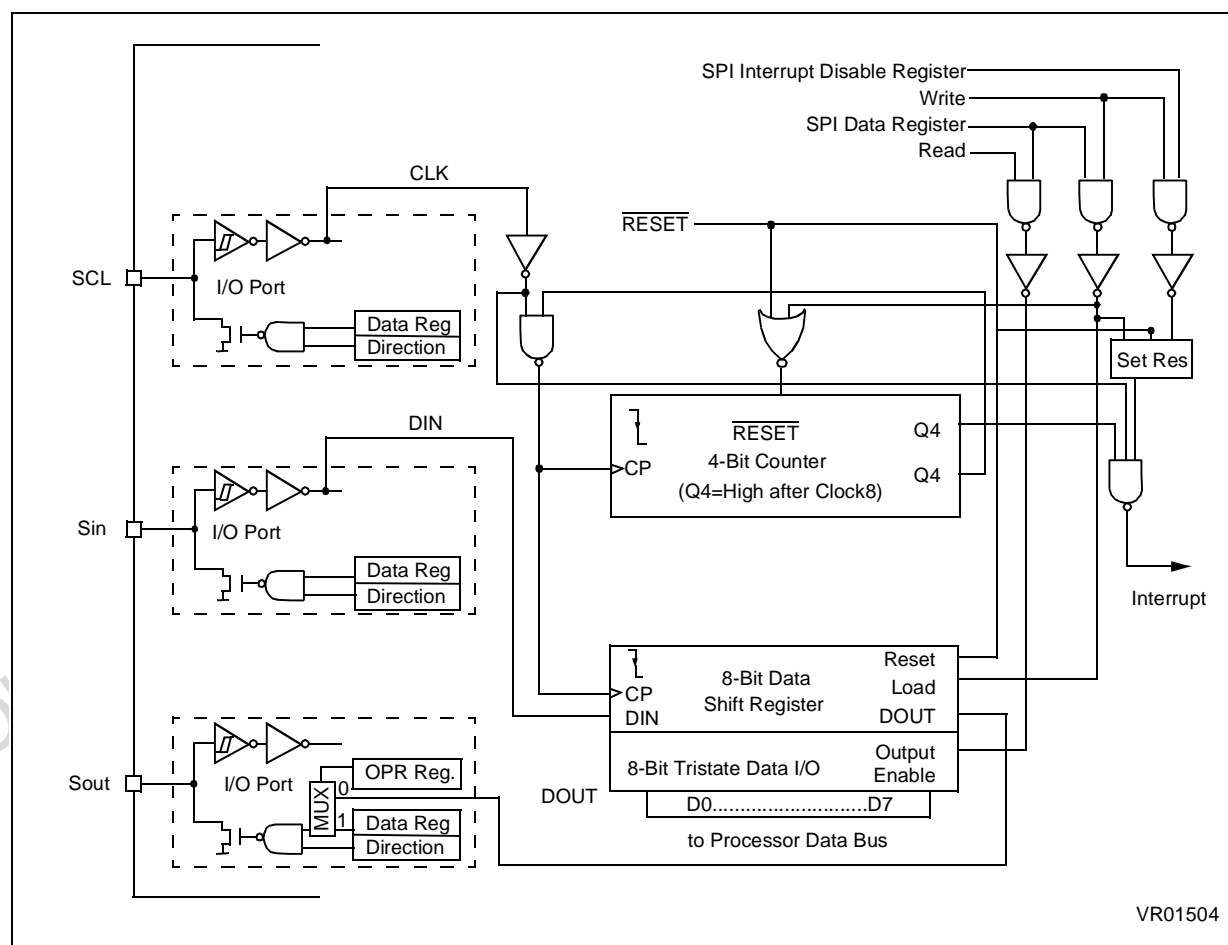 SPI Interrupt Disable Register
Write
SPI Data Register
Read
CLK
RESET
SCL
I/O Port
Data Reg
Direction
Set Res
DIN
RESET
Q4
CP
4-Bit Counter
Q4
(Q4=High after Clock8)
Sin
I/O Port
Data Reg
Direction
Interrupt
Reset
8-Bit Data
Load
CP
Shift Register
DIN
DOUT
Output
Enable
8-Bit Tristate Data I/O
Sout
I/O Port
OPR Reg.
MUX
0
1
Data Reg
Direction
DOUT
D0...........................D7
to Processor Data Bus
VR01504